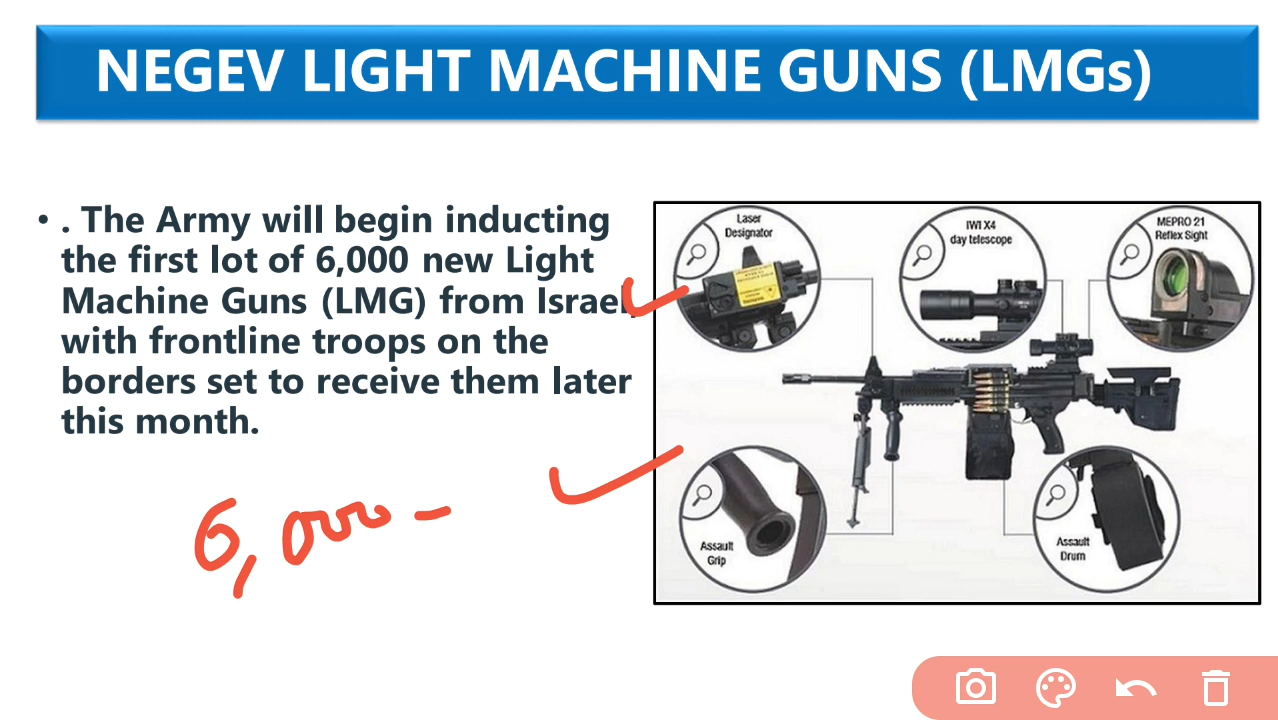 NEGEV LIGHT MACHINE GUNS (LMGs)
• . The Army will begin inducting
the first lot of 6,000 new Light
Machine Guns (LMG) from Israel,
with frontline troops on the
borders set to receive them later
this month.
6,000 -
Laser
Designator
IWI X4
day telescope
MEPRO 21
Reflex Sight
Assault
Grip
Assault
Drum